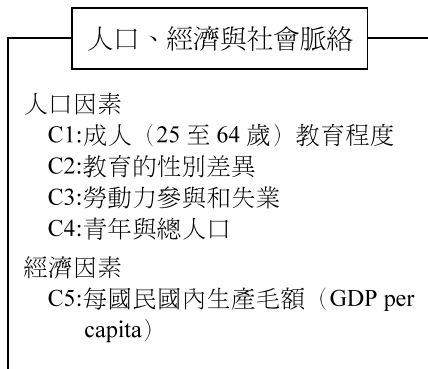 人口、經濟與社會脈絡
人口因素
C1:成人（25 至 64 歲）教育程度
C2:教育的性別差異
C3:勞動力參與和失業
C4:青年與總人口
經濟因素
C5:每國民國內生產毛額（GDP per
capita）